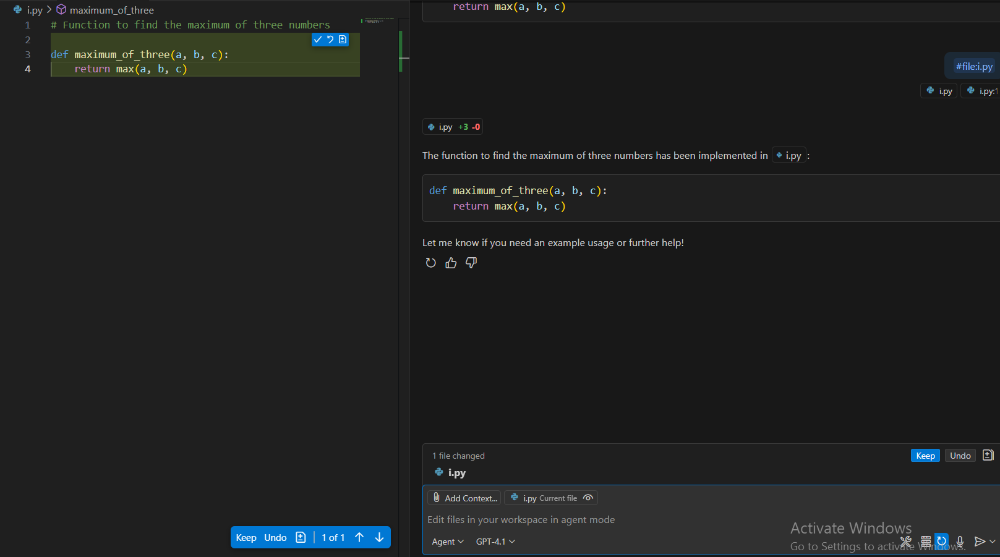 i.py > maximum_of_three
1 # Function to find the maximum of three numbers
2
3 def maximum_of_three(a, b, c):
4     return max(a, b, c)
Keep Undo 1 of 1
return max(a, b, c)
#file:i.py
i.py i.py:1
i.py +3 -0
The function to find the maximum of three numbers has been implemented in i.py :
def maximum_of_three(a, b, c):
    return max(a, b, c)
Let me know if you need an example usage or further help!
1 file changed Keep Undo
i.py
Add Context... i.py Current file
Edit files in your workspace in agent mode
Agent GPT-4.1
Activate Windows
Go to Settings to activate Windows.